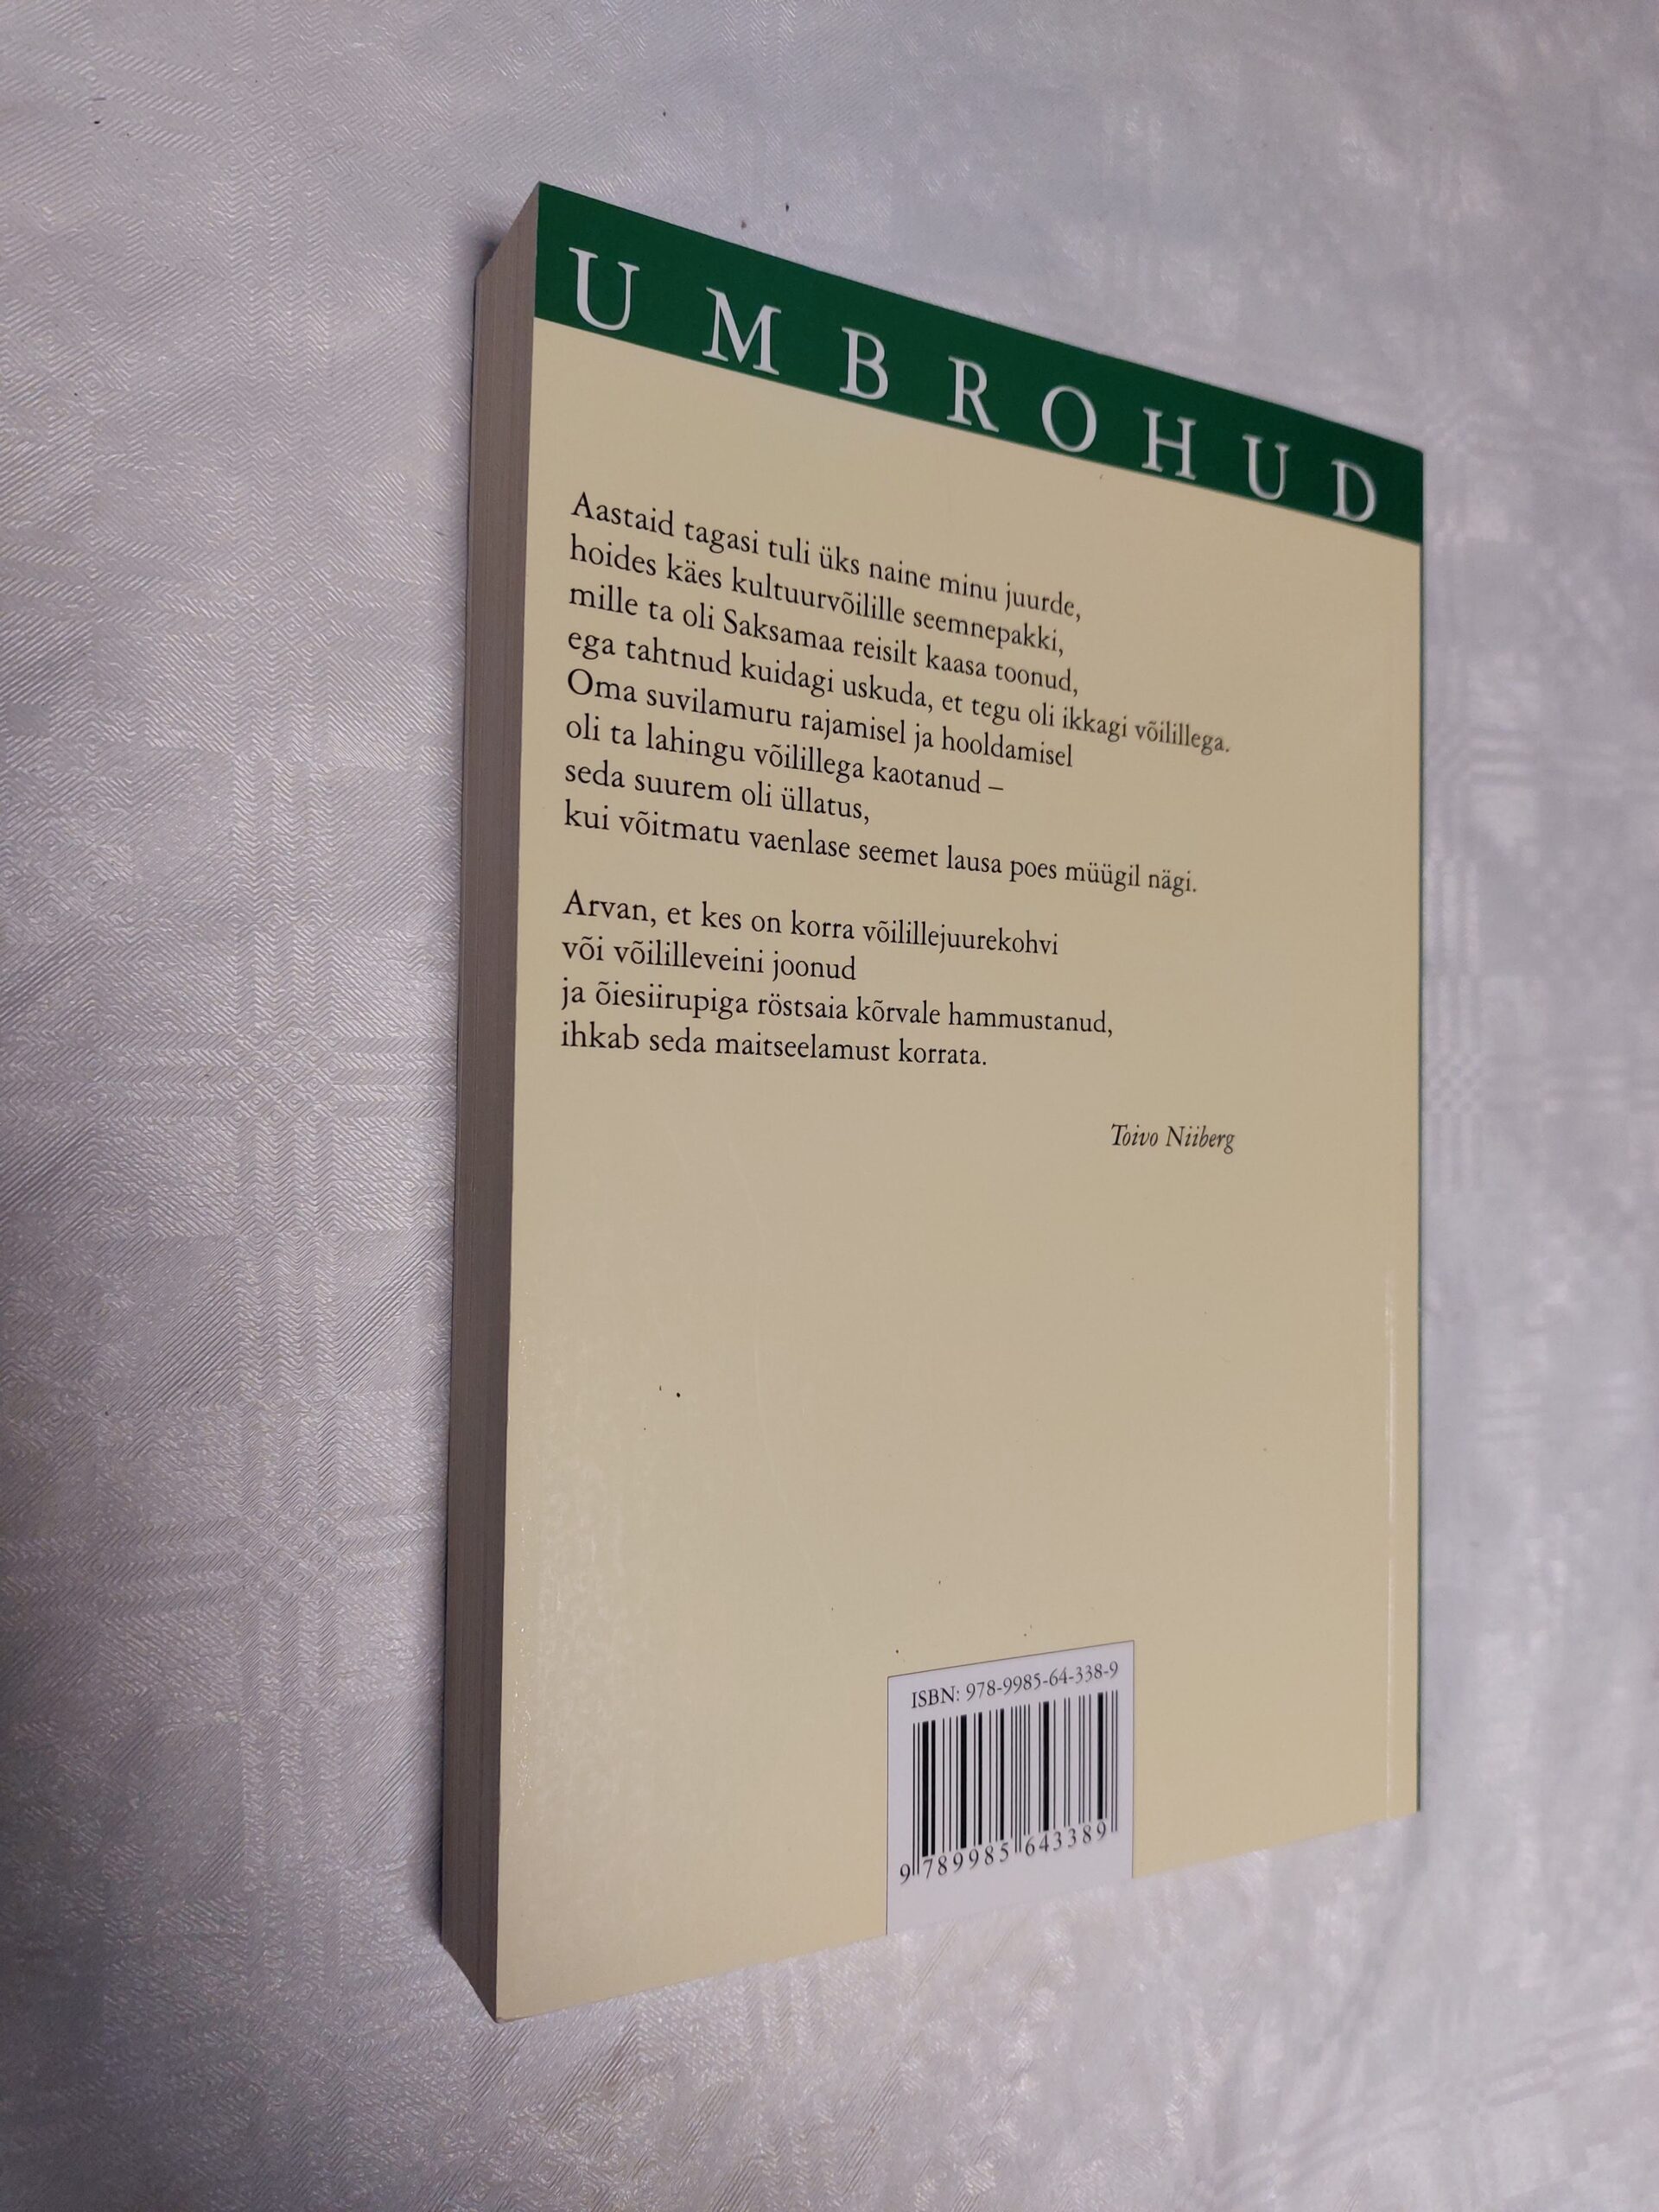 UMBROHUD
Aastaid tagasi tuli üks naine minu juurde,
hoides käes kultuurvõilille seemnepakki,
mille ta oli Saksamaa reisilt kaasa toonud,
ega tahtnud kuidagi uskuda, et tegu oli ikkagi võilillega.
Oma suvilamuru rajamisel ja hooldamisel
oli ta lahingu võilillega kaotanud –
seda suurem oli üllatus,
kui võitmatu vaenlase seemet lausa poes müügil nägi.
Arvan, et kes on korra võilillejuurekohvi
või võililleveini joonud
ja õiesiirupiga röstsaia kõrvale hammustanud,
ihkab seda maitseelamust korrata.
Toivo Niiberg
ISBN: 978-9985-64-338-9
9 789985 643389